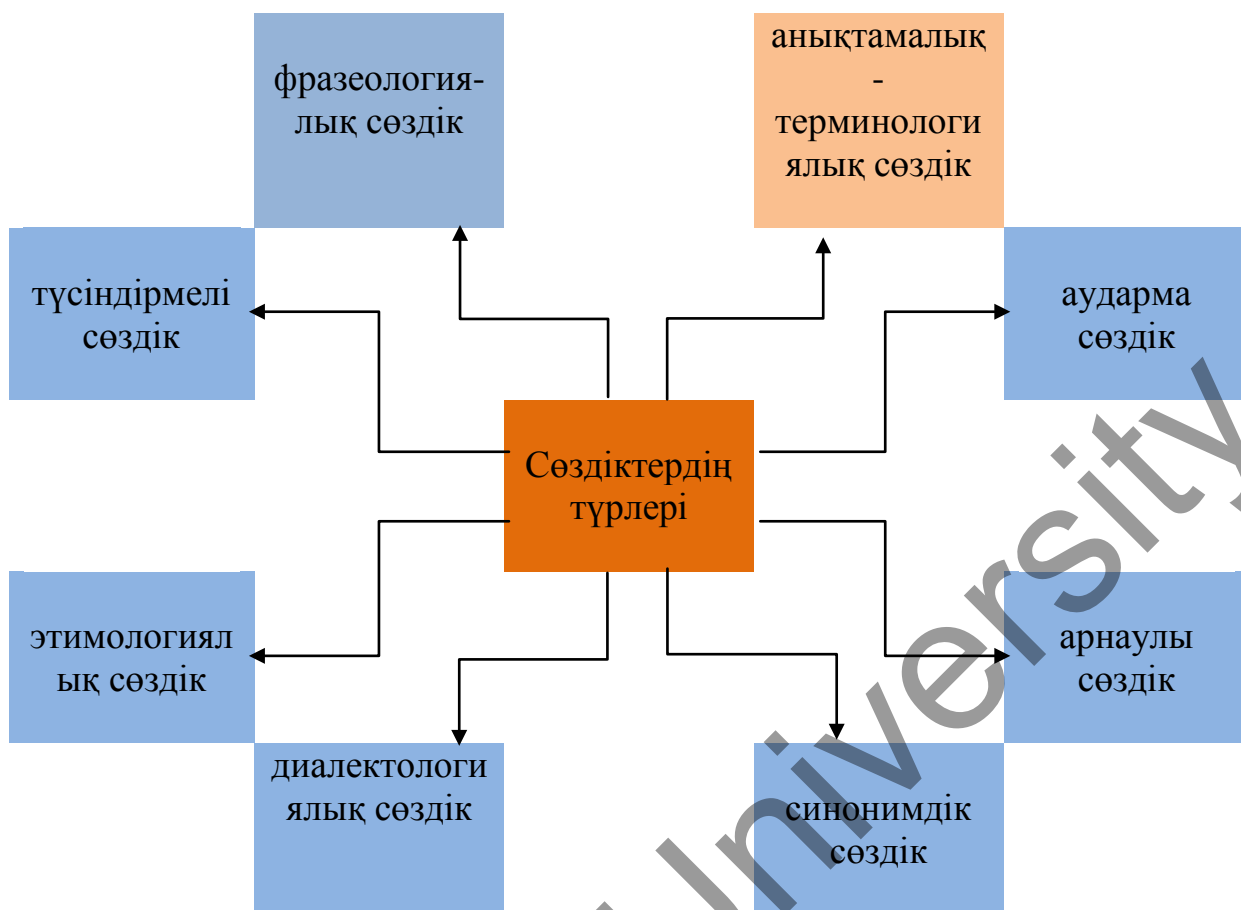 фразеология-
лық сөздік
анықтамалық
-
терминологи
ялық сөздік
түсіндірмелі
сөздік
аударма
сөздік
Сөздіктердің
түрлері
этимологиял
ық сөздік
арнаулы
сөздік
диалектологи
ялық сөздік
синонимдік
сөздік
University